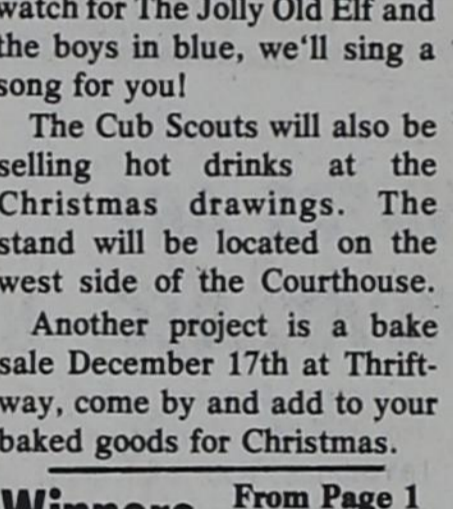 watch for The Jolly Old Elf and
the boys in blue, we'll sing a
song for you!
The Cub Scouts will also be
selling hot drinks at the
Christmas drawings. The
stand will be located on the
west side of the Courthouse.
Another project is a bake
sale December 17th at Thrift-
way, come by and add to your
baked goods for Christmas.
Winners From Page 1